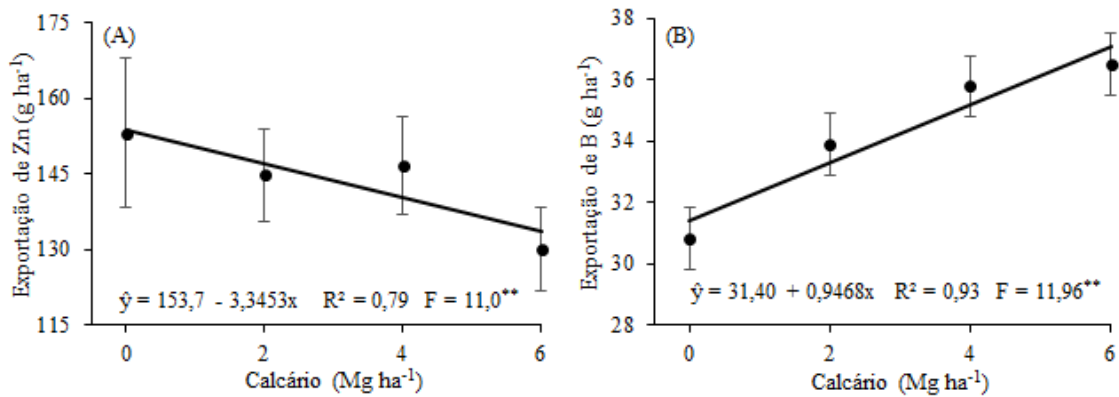 (A)
Exportação de Zn (g ha⁻¹)
175
160
145
130
115
ŷ = 153,7 - 3,3453x R² = 0,79 F = 11,0**
0 2 4 6
Calcário (Mg ha⁻¹)
(B)
Exportação de B (g ha⁻¹)
38
36
34
32
30
28
ŷ = 31,40 + 0,9468x R² = 0,93 F = 11,96**
0 2 4 6
Calcário (Mg ha⁻¹)